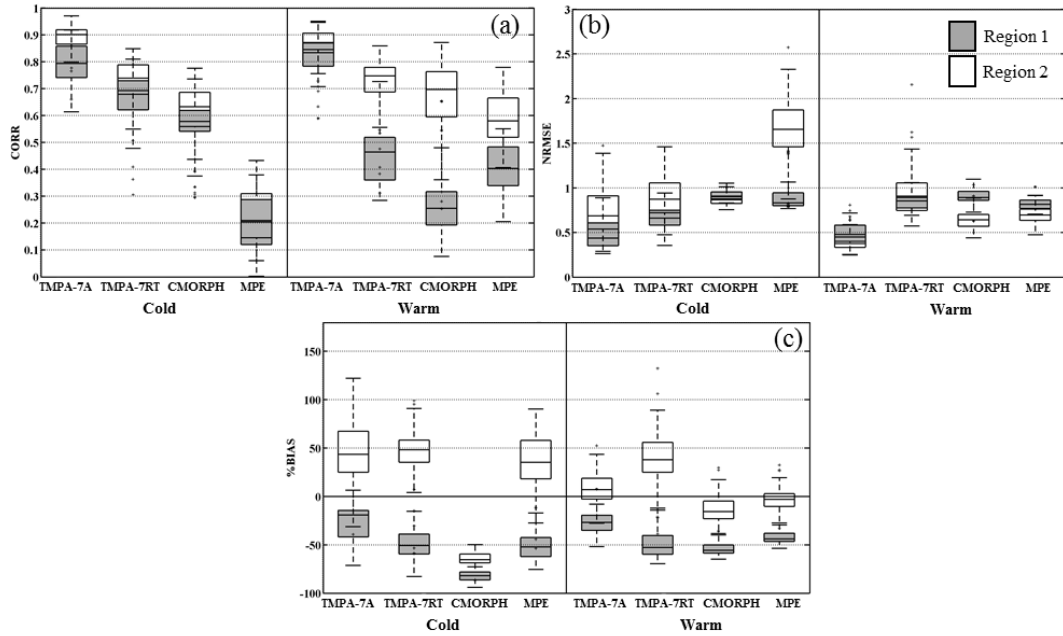 (a)
CORR
1
0.9
0.8
0.7
0.6
0.5
0.4
0.3
0.2
0.1
0
TMPA-7A TMPA-7RT CMORPH MPE TMPA-7A TMPA-7RT CMORPH MPE
Cold Warm
(b)
Region 1
Region 2
NRMSE
3
2.5
2
1.5
1
0.5
0
TMPA-7A TMPA-7RT CMORPH MPE TMPA-7A TMPA-7RT CMORPH MPE
Cold Warm
(c)
%BIAS
150
100
50
0
-50
-100
TMPA-7A TMPA-7RT CMORPH MPE TMPA-7A TMPA-7RT CMORPH MPE
Cold Warm